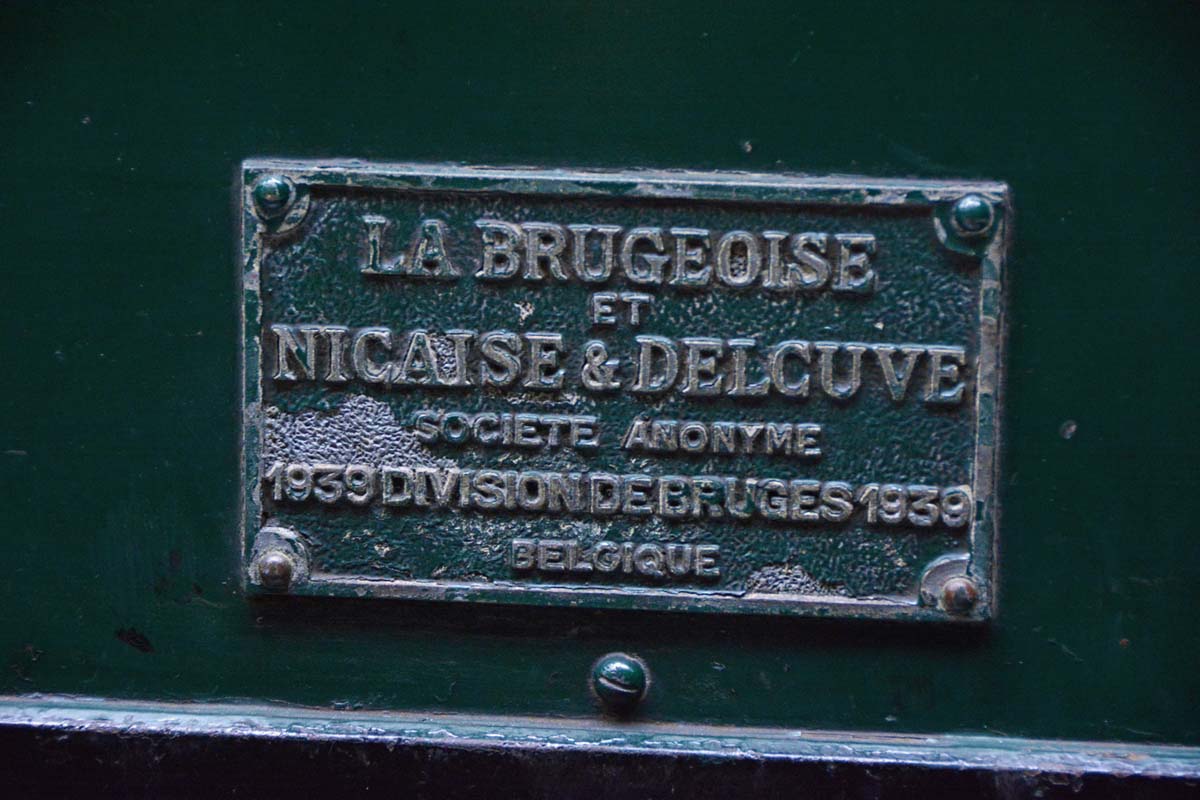 LA BRUGEOISE
ET
NICAISE & DELCUVE
SOCIETE ANONYME
1939 DIVISION DE BRUGES 1939
BELGIQUE